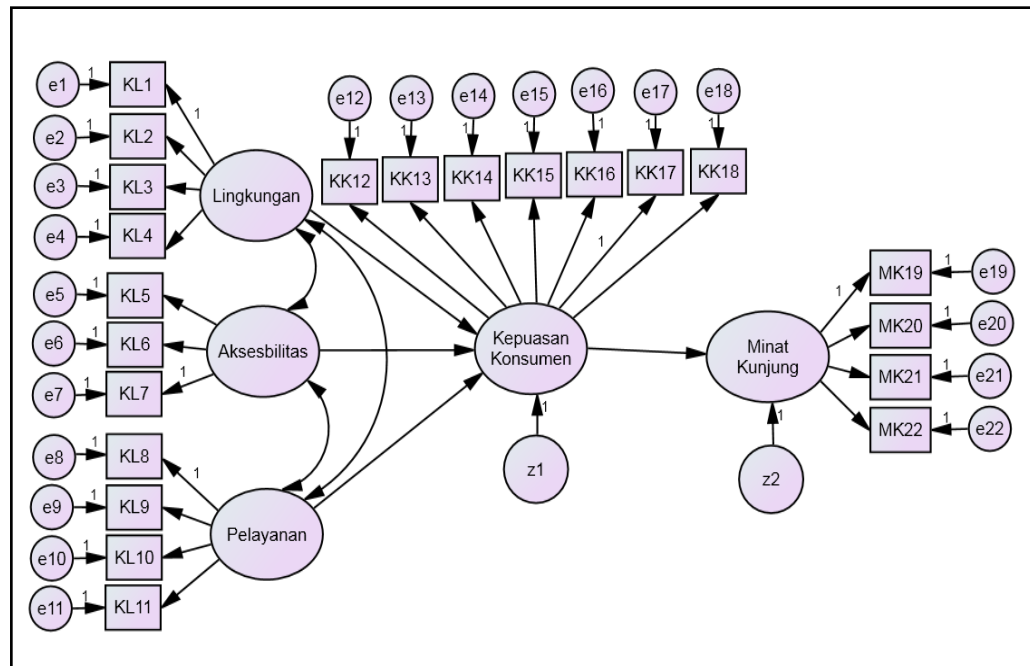 e1
1
KL1
1
e2
1
KL2
e3
1
KL3
e4
1
KL4
Lingkungan
e5
1
KL5
e6
1
KL6
e7
1
KL7
1
Aksesbilitas
e8
1
KL8
1
e9
1
KL9
e10
1
KL10
e11
1
KL11
Pelayanan
e12
1
KK12
e13
1
KK13
e14
1
KK14
e15
1
KK15
e16
1
KK16
e17
1
KK17
e18
1
KK18
1
Kepuasan
Konsumen
1
z1
Minat
Kunjung
1
z2
1
MK19
1
e19
MK20
1
e20
MK21
1
e21
MK22
1
e22